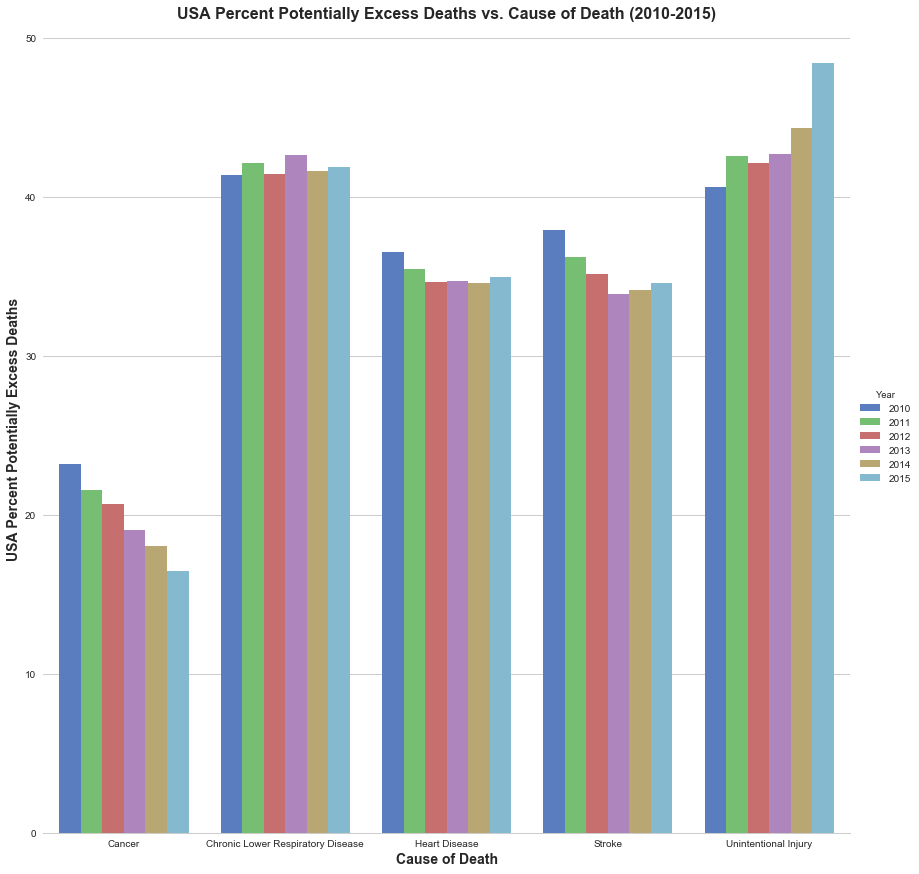 USA Percent Potentially Excess Deaths vs. Cause of Death (2010-2015)
USA Percent Potentially Excess Deaths
50
40
30
20
10
0
Cancer
Chronic Lower Respiratory Disease
Heart Disease
Stroke
Unintentional Injury
Cause of Death
Year
2010
2011
2012
2013
2014
2015